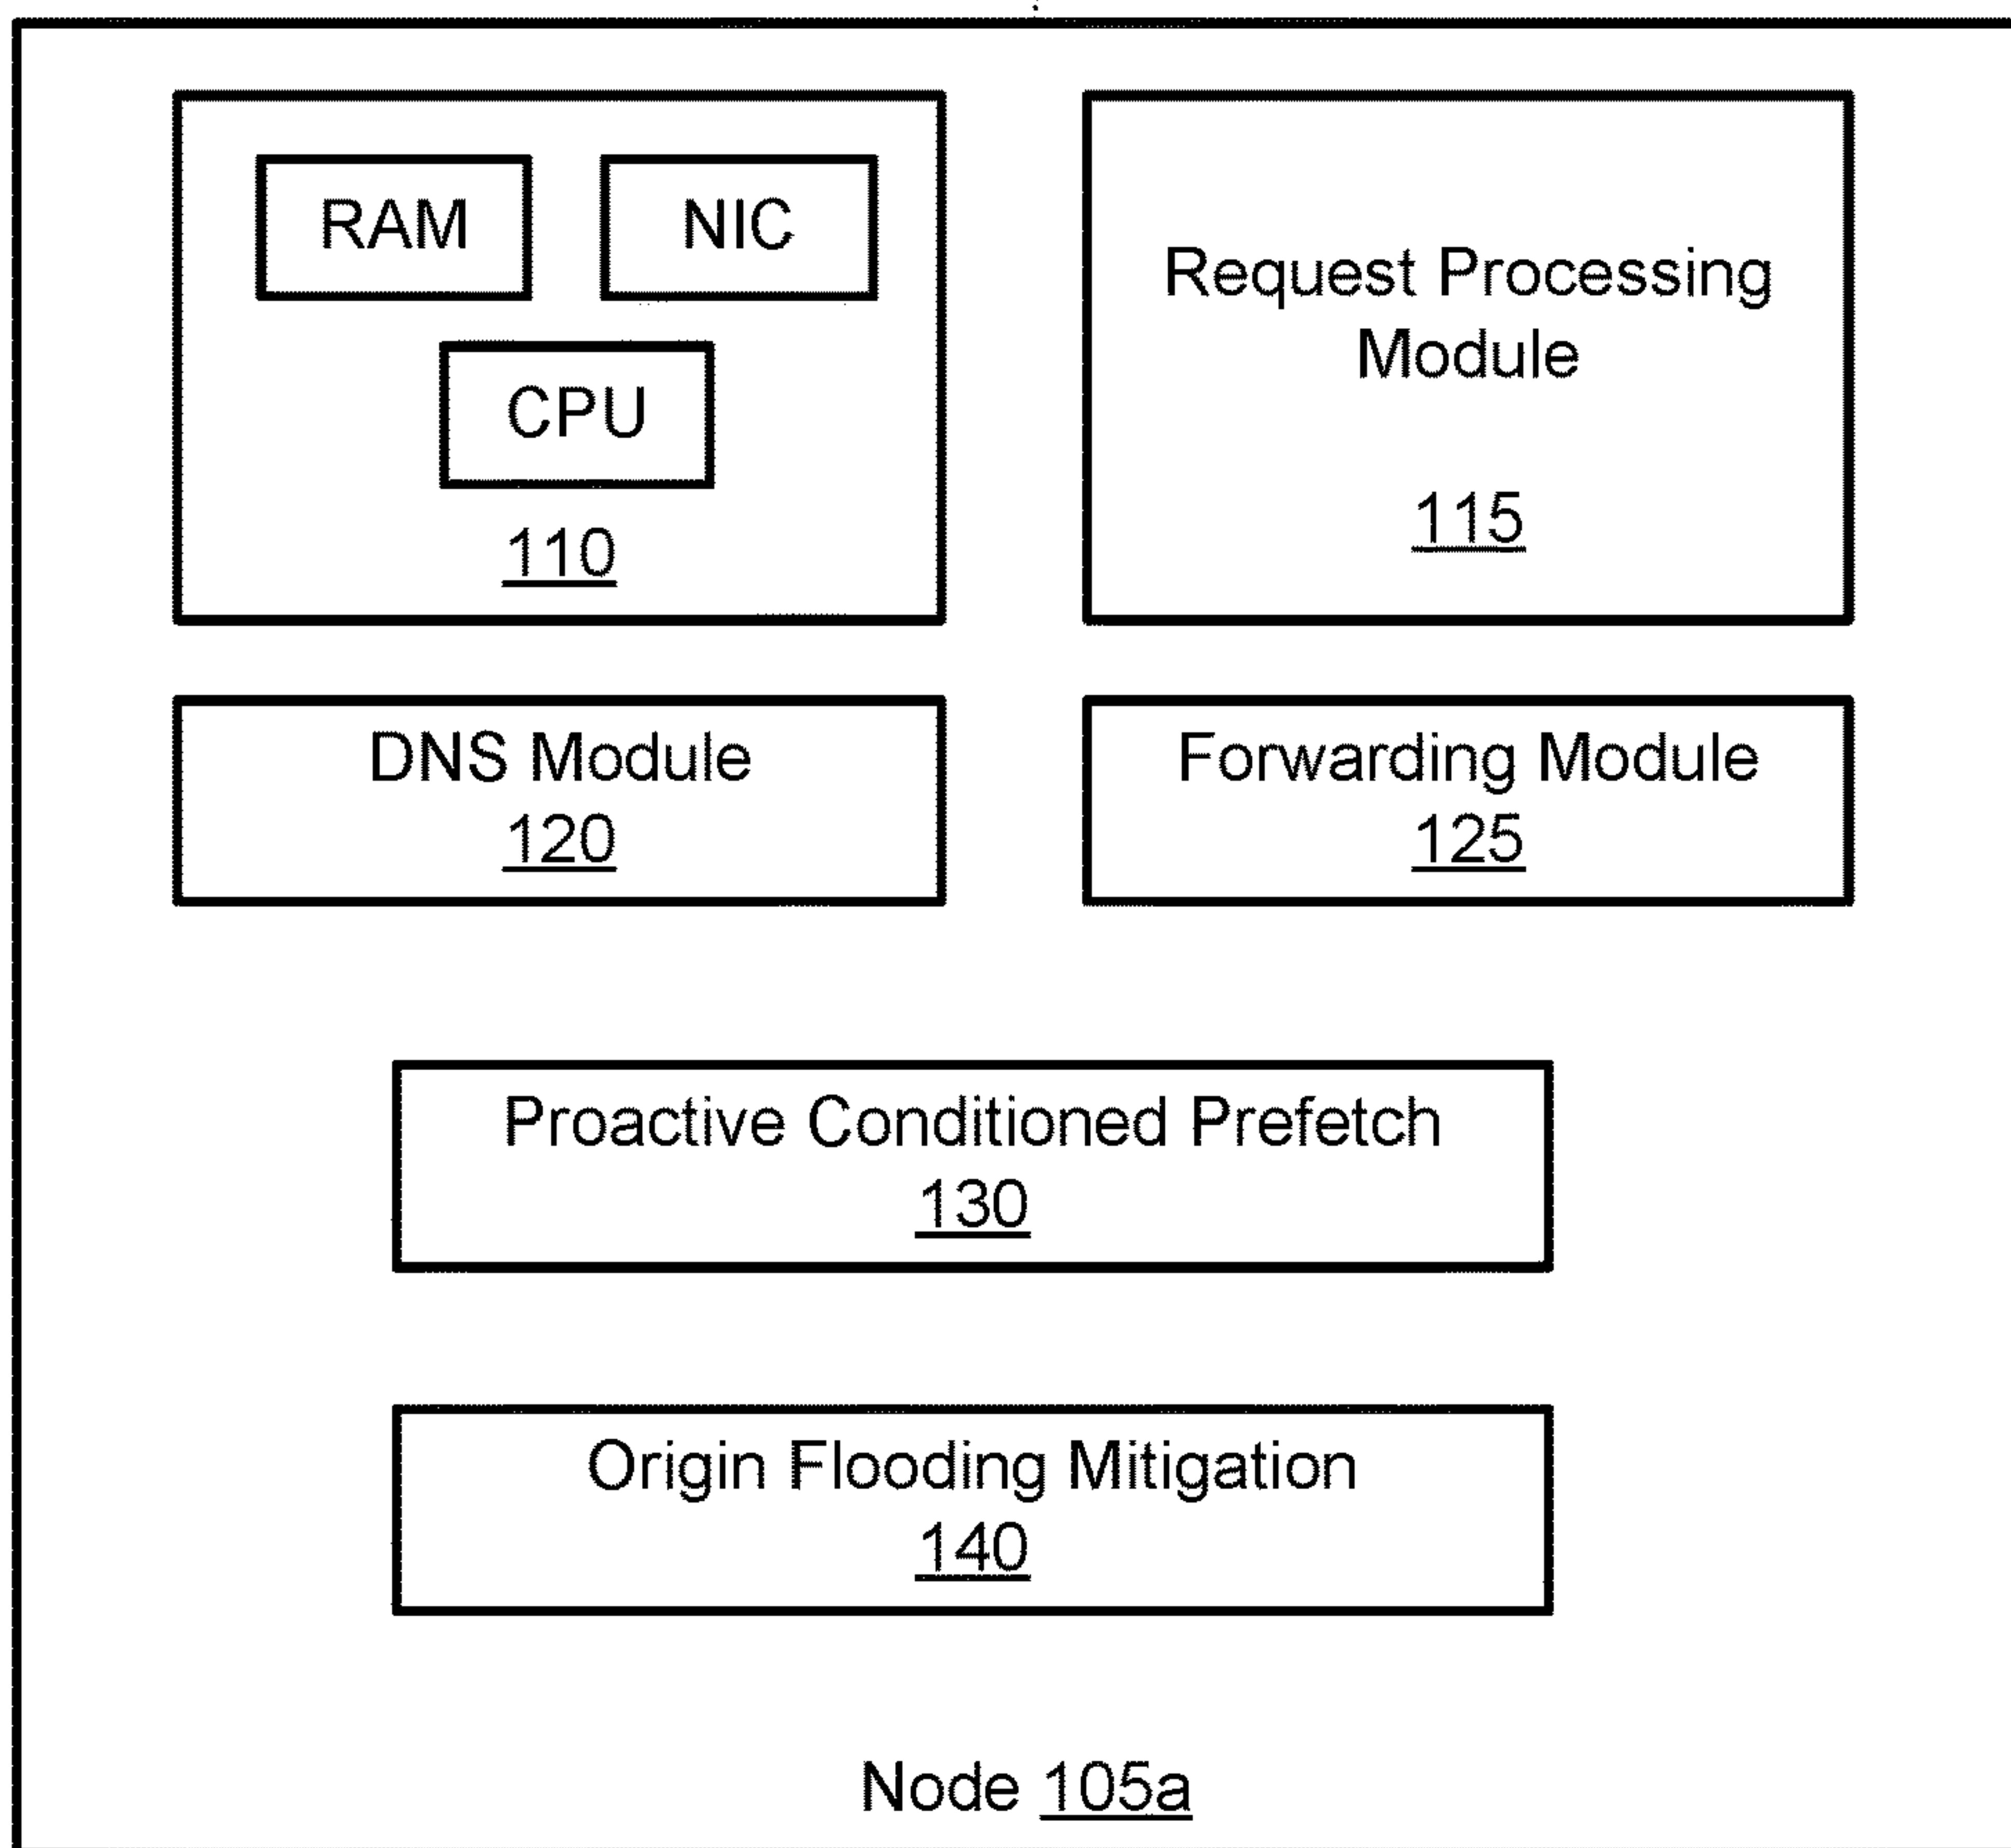 RAM
NIC
CPU
110
Request Processing
Module
115
DNS Module
120
Forwarding Module
125
Proactive Conditioned Prefetch
130
Origin Flooding Mitigation
140
Node 105a